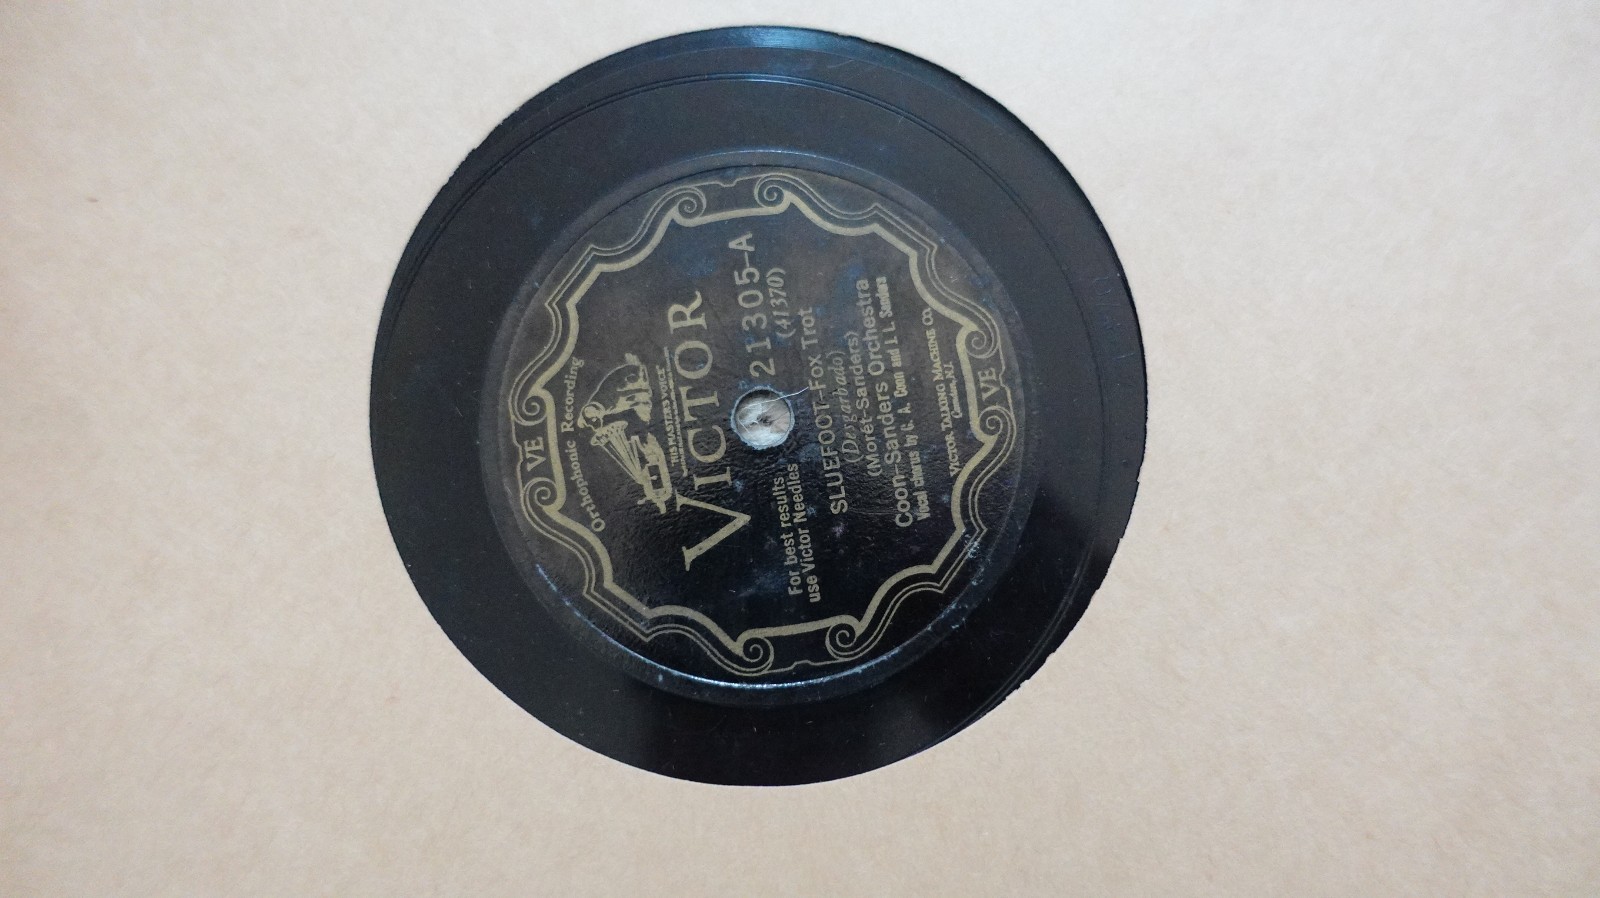 VE
Orthophonic Recording
"HIS MASTER'S VOICE"
VICTOR
For best results
use Victor Needles
21305-A
(41370)
SLUEFOOT-Fox Trot
(Desgarbado)
(Moret-Sanders)
Coon-Sanders Orchestra
Vocal chorus by C. A. Coon and J. L. Sanders
VICTOR TALKING MACHINE CO.
Camden, N.J.
VE